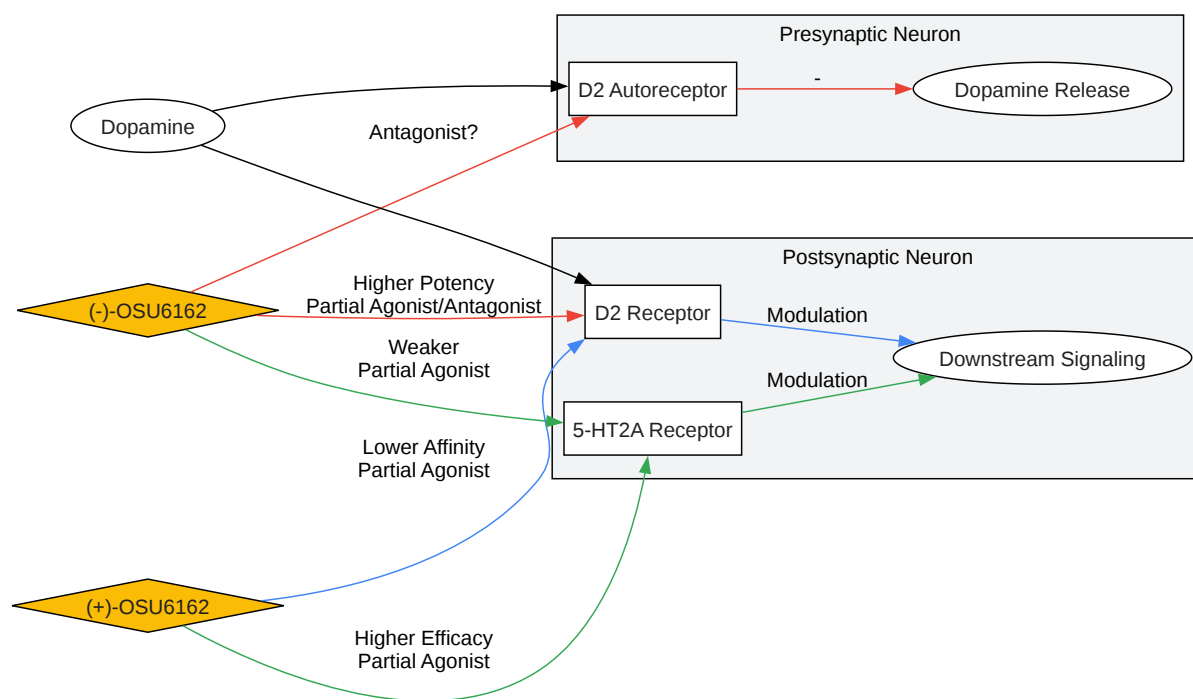 Presynaptic Neuron
D2 Autoreceptor
-
Dopamine Release
Dopamine
Antagonist?
Postsynaptic Neuron
(-)-OSU6162
Higher Potency
Partial Agonist/Antagonist
D2 Receptor
Modulation
Downstream Signaling
Weaker
Partial Agonist
Modulation
5-HT2A Receptor
Lower Affinity
Partial Agonist
(+)-OSU6162
Higher Efficacy
Partial Agonist